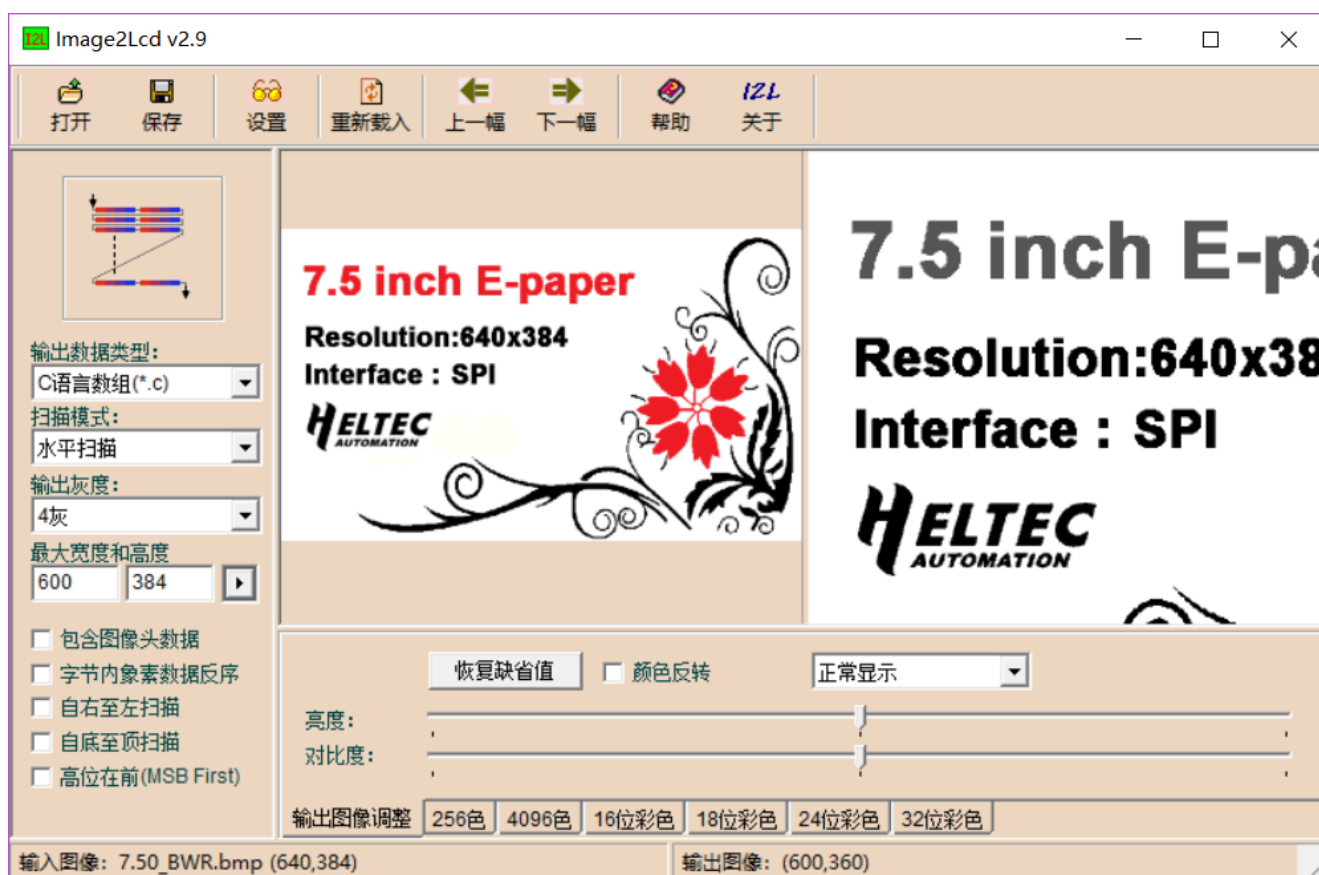 I2L Image2Lcd v2.9
打开 保存 设置 重新载入 上一幅 下一幅 帮助 关于
I2L
输出数据类型:
C语言数组(*.c)
扫描模式:
水平扫描
输出灰度:
4灰
最大宽度和高度
600 384
包含图像头数据
字节内象素数据反序
自右至左扫描
自底至顶扫描
高位在前(MSB First)
7.5 inch E-paper
Resolution:640x384
Interface : SPI
HELTEC
AUTOMATION
7.5 inch E-pa
Resolution:640x38
Interface : SPI
HELTEC
AUTOMATION
恢复缺省值 颜色反转 正常显示
亮度:
对比度:
输出图像调整 256色 4096色 16位彩色 18位彩色 24位彩色 32位彩色
输入图像: 7.50_BWR.bmp (640,384) 输出图像: (600,360)